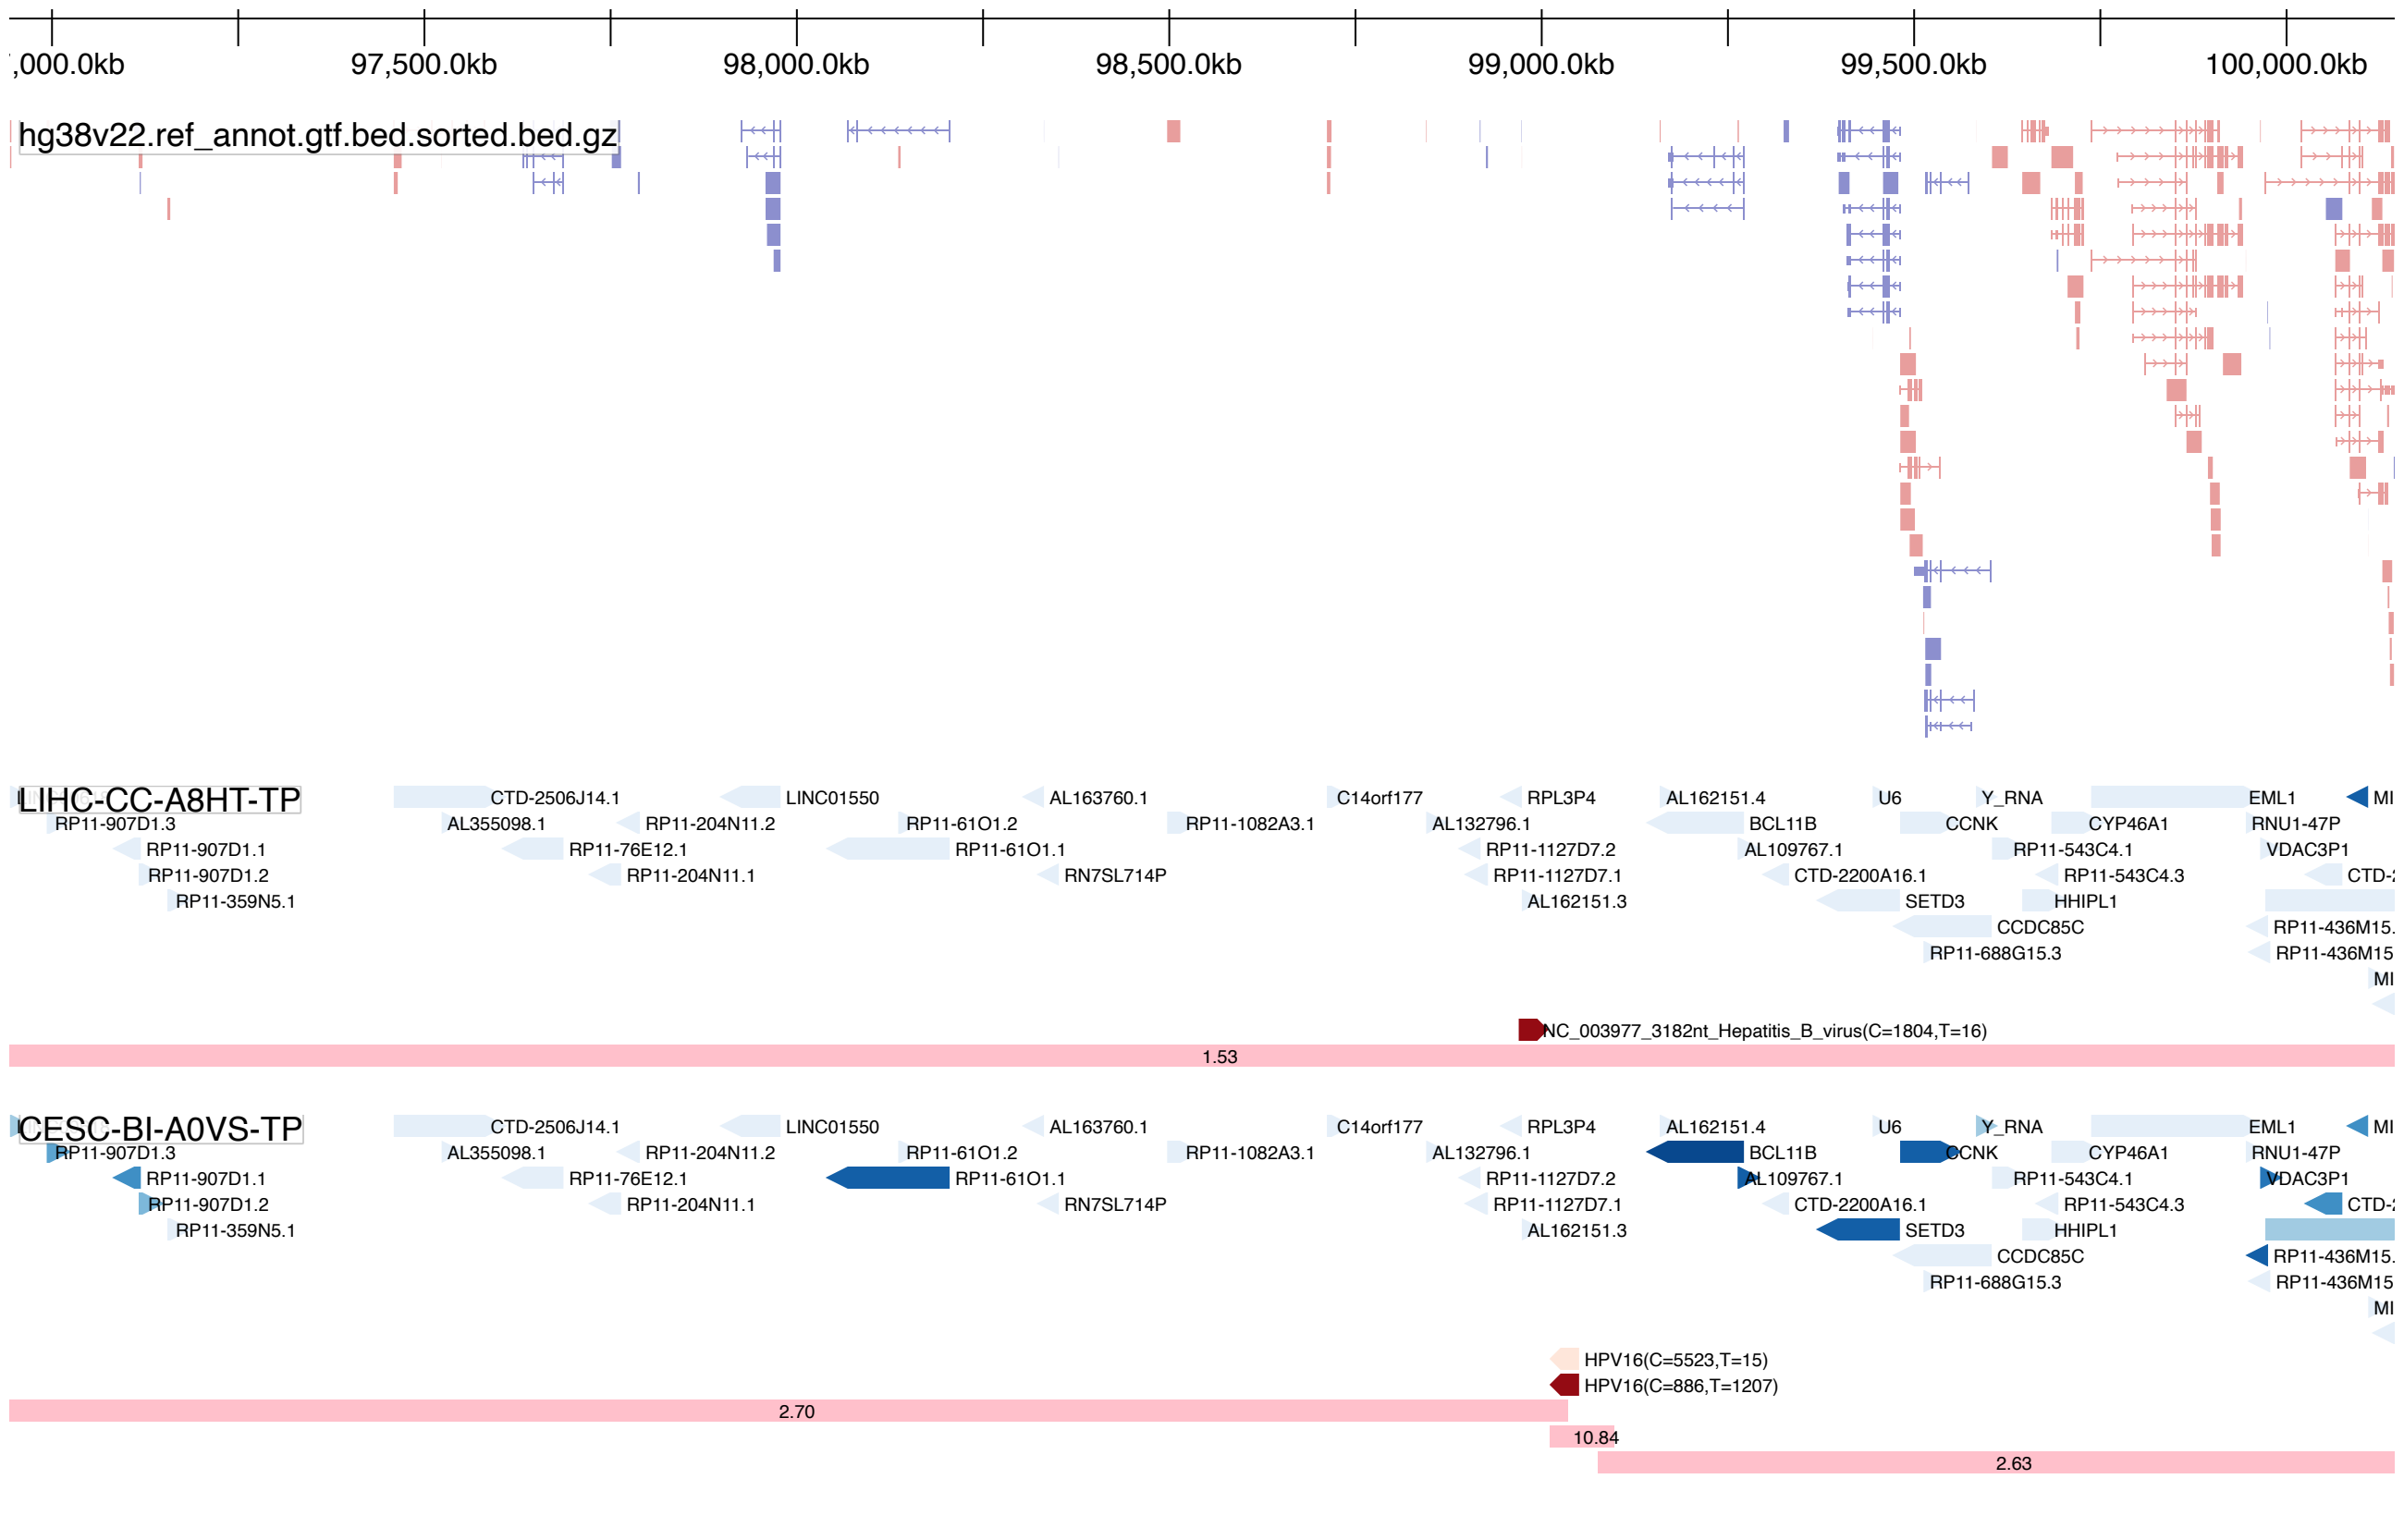 ,000.0kb 97,500.0kb 98,000.0kb 98,500.0kb 99,000.0kb 99,500.0kb 100,000.0kb
hg38v22.ref_annot.gtf.bed.sorted.bed.gz
LIHC-CC-A8HT-TP CTD-2506J14.1 LINC01550 AL163760.1 C14orf177 RPL3P4 AL162151.4 U6 Y_RNA EML1 MI
RP11-907D1.3 AL355098.1 RP11-204N11.2 RP11-61O1.2 RP11-1082A3.1 AL132796.1 BCL11B CCNK CYP46A1 RNU1-47P
RP11-907D1.1 RP11-76E12.1 RP11-61O1.1 RP11-1127D7.2 AL109767.1 RP11-543C4.1 VDAC3P1
RP11-907D1.2 RP11-204N11.1 RN7SL714P RP11-1127D7.1 CTD-2200A16.1 RP11-543C4.3 CTD-2
RP11-359N5.1 AL162151.3 SETD3 HHIPL1
CCDC85C RP11-436M15.
RP11-688G15.3 RP11-436M15
MI
NC_003977_3182nt_Hepatitis_B_virus(C=1804,T=16)
1.53
CESC-BI-A0VS-TP CTD-2506J14.1 LINC01550 AL163760.1 C14orf177 RPL3P4 AL162151.4 U6 Y_RNA EML1 MI
RP11-907D1.3 AL355098.1 RP11-204N11.2 RP11-61O1.2 RP11-1082A3.1 AL132796.1 BCL11B CCNK CYP46A1 RNU1-47P
RP11-907D1.1 RP11-76E12.1 RP11-61O1.1 RP11-1127D7.2 AL109767.1 RP11-543C4.1 VDAC3P1
RP11-907D1.2 RP11-204N11.1 RN7SL714P RP11-1127D7.1 CTD-2200A16.1 RP11-543C4.3 CTD-2
RP11-359N5.1 AL162151.3 SETD3 HHIPL1
CCDC85C RP11-436M15.
RP11-688G15.3 RP11-436M15
MI
HPV16(C=5523,T=15)
HPV16(C=886,T=1207)
2.70
10.84
2.63